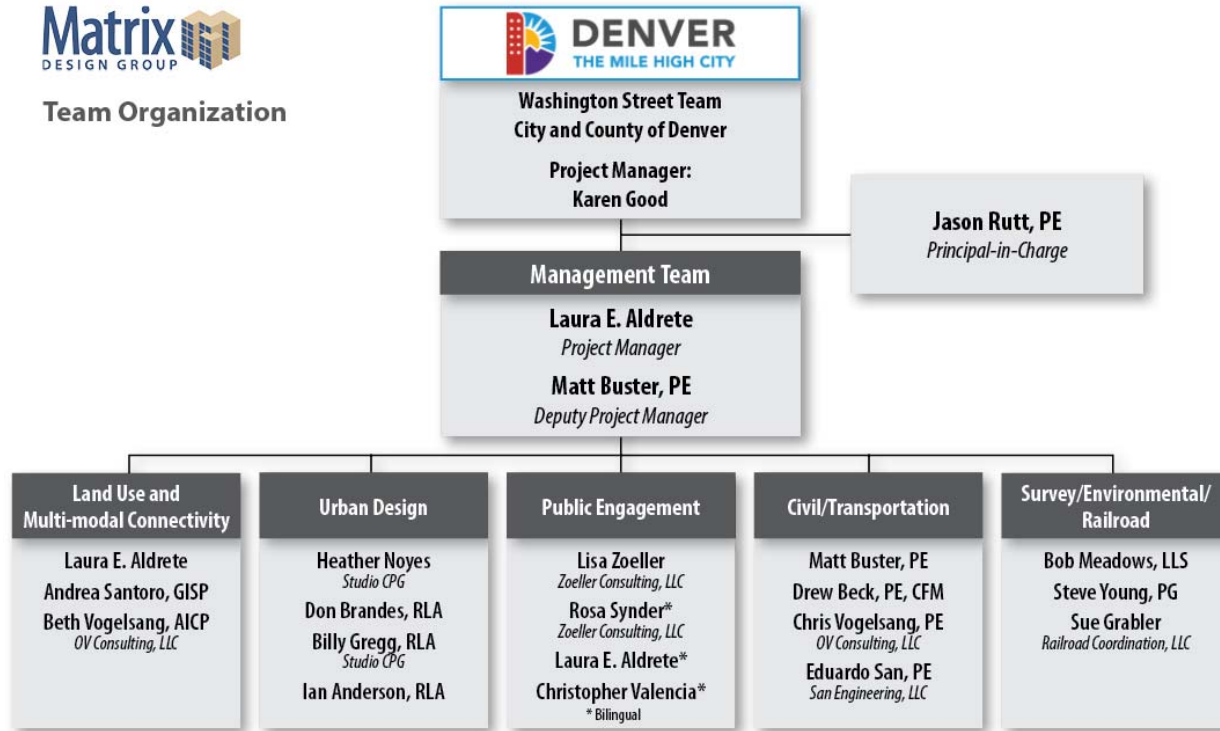 Matrix
DESIGN GROUP
Team Organization
DENVER
THE MILE HIGH CITY
Washington Street Team
City and County of Denver
Project Manager:
Karen Good
Jason Rutt, PE
Principal-in-Charge
Management Team
Laura E. Aldrete
Project Manager
Matt Buster, PE
Deputy Project Manager
Land Use and
Multi-modal Connectivity
Laura E. Aldrete
Andrea Santoro, GISP
Beth Vogelsang, AICP
OV Consulting, LLC
Urban Design
Heather Noyes
Studio CPG
Don Brandes, RLA
Billy Gregg, RLA
Studio CPG
Ian Anderson, RLA
Public Engagement
Lisa Zoeller
Zoeller Consulting, LLC
Rosa Synder*
Zoeller Consulting, LLC
Laura E. Aldrete*
Christopher Valencia*
* Bilingual
Civil/Transportation
Matt Buster, PE
Drew Beck, PE, CFM
Chris Vogelsang, PE
OV Consulting, LLC
Eduardo San, PE
San Engineering, LLC
Survey/Environmental/
Railroad
Bob Meadows, LLS
Steve Young, PG
Sue Grabler
Railroad Coordination, LLC